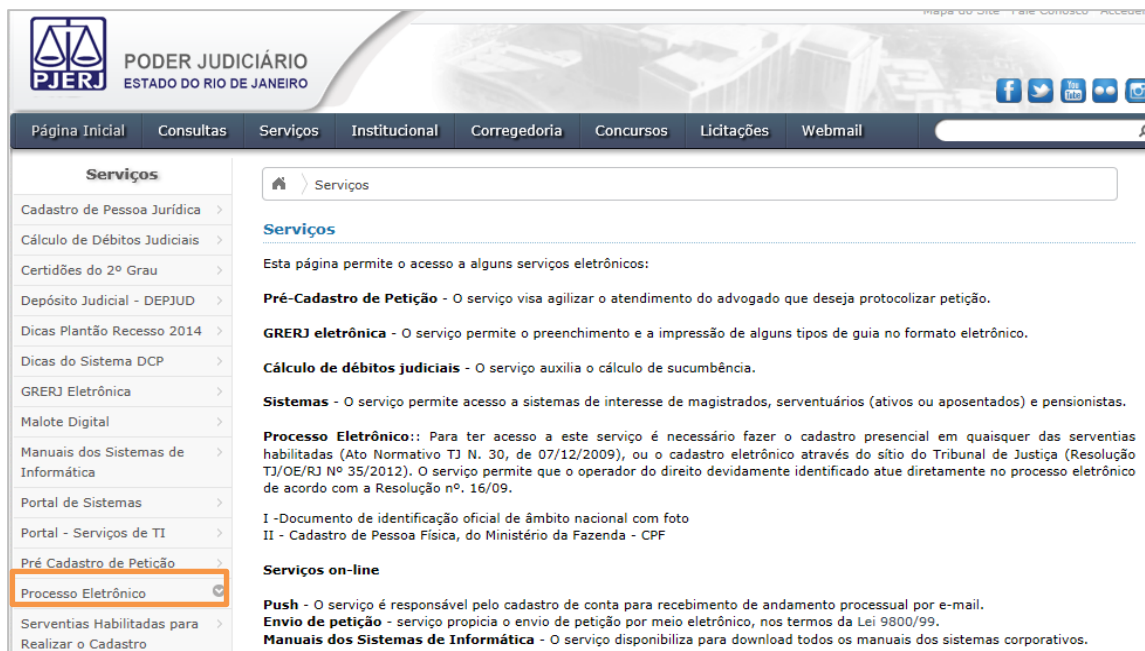 Mapa do Site Fale Conosco
PJERJ
PODER JUDICIÁRIO
ESTADO DO RIO DE JANEIRO
You
Tube
Página Inicial Consultas Serviços Institucional Corregedoria Concursos Licitações Webmail
Serviços
Cadastro de Pessoa Jurídica
Cálculo de Débitos Judiciais
Certidões do 2º Grau
Depósito Judicial - DEPJUD
Dicas Plantão Recesso 2014
Dicas do Sistema DCP
GRERJ Eletrônica
Malote Digital
Manuais dos Sistemas de
Informática
Portal de Sistemas
Portal - Serviços de TI
Pré Cadastro de Petição
Processo Eletrônico
Serventias Habilitadas para
Realizar o Cadastro
Serviços
Serviços
Esta página permite o acesso a alguns serviços eletrônicos:
Pré-Cadastro de Petição - O serviço visa agilizar o atendimento do advogado que deseja protocolizar petição.
GRERJ eletrônica - O serviço permite o preenchimento e a impressão de alguns tipos de guia no formato eletrônico.
Cálculo de débitos judiciais - O serviço auxilia o cálculo de sucumbência.
Sistemas - O serviço permite acesso a sistemas de interesse de magistrados, serventuários (ativos ou aposentados) e pensionistas.
Processo Eletrônico:: Para ter acesso a este serviço é necessário fazer o cadastro presencial em quaisquer das serventias
habilitadas (Ato Normativo TJ N. 30, de 07/12/2009), ou o cadastro eletrônico através do sítio do Tribunal de Justiça (Resolução
TJ/OE/RJ Nº 35/2012). O serviço permite que o operador do direito devidamente identificado atue diretamente no processo eletrônico
de acordo com a Resolução nº. 16/09.
I -Documento de identificação oficial de âmbito nacional com foto
II - Cadastro de Pessoa Física, do Ministério da Fazenda - CPF
Serviços on-line
Push - O serviço é responsável pelo cadastro de conta para recebimento de andamento processual por e-mail.
Envio de petição - serviço propicia o envio de petição por meio eletrônico, nos termos da Lei 9800/99.
Manuais dos Sistemas de Informática - O serviço disponibiliza para download todos os manuais dos sistemas corporativos.